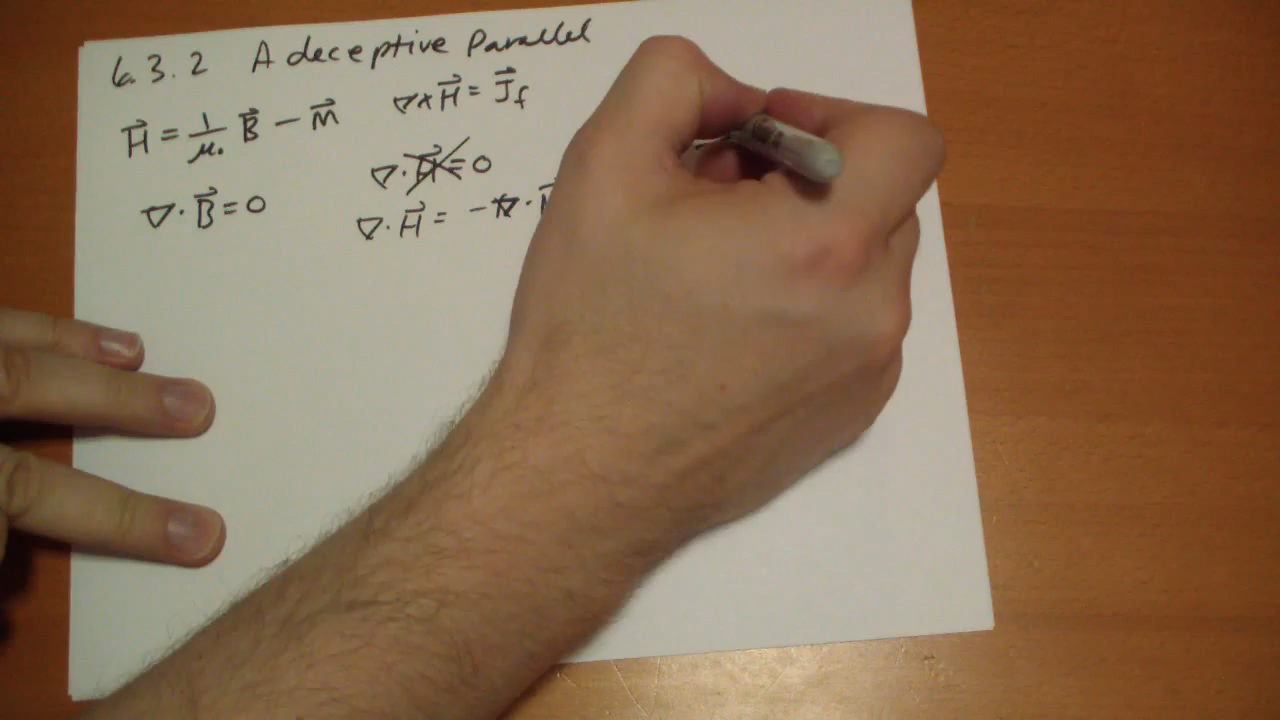 6.3.2 A deceptive Parallel
H⃗ = 1/μ₀ B⃗ − M⃗
∇×H⃗ = J⃗f
∇·H⃗ = 0
∇·B⃗ = 0
∇·H⃗ = −∇·